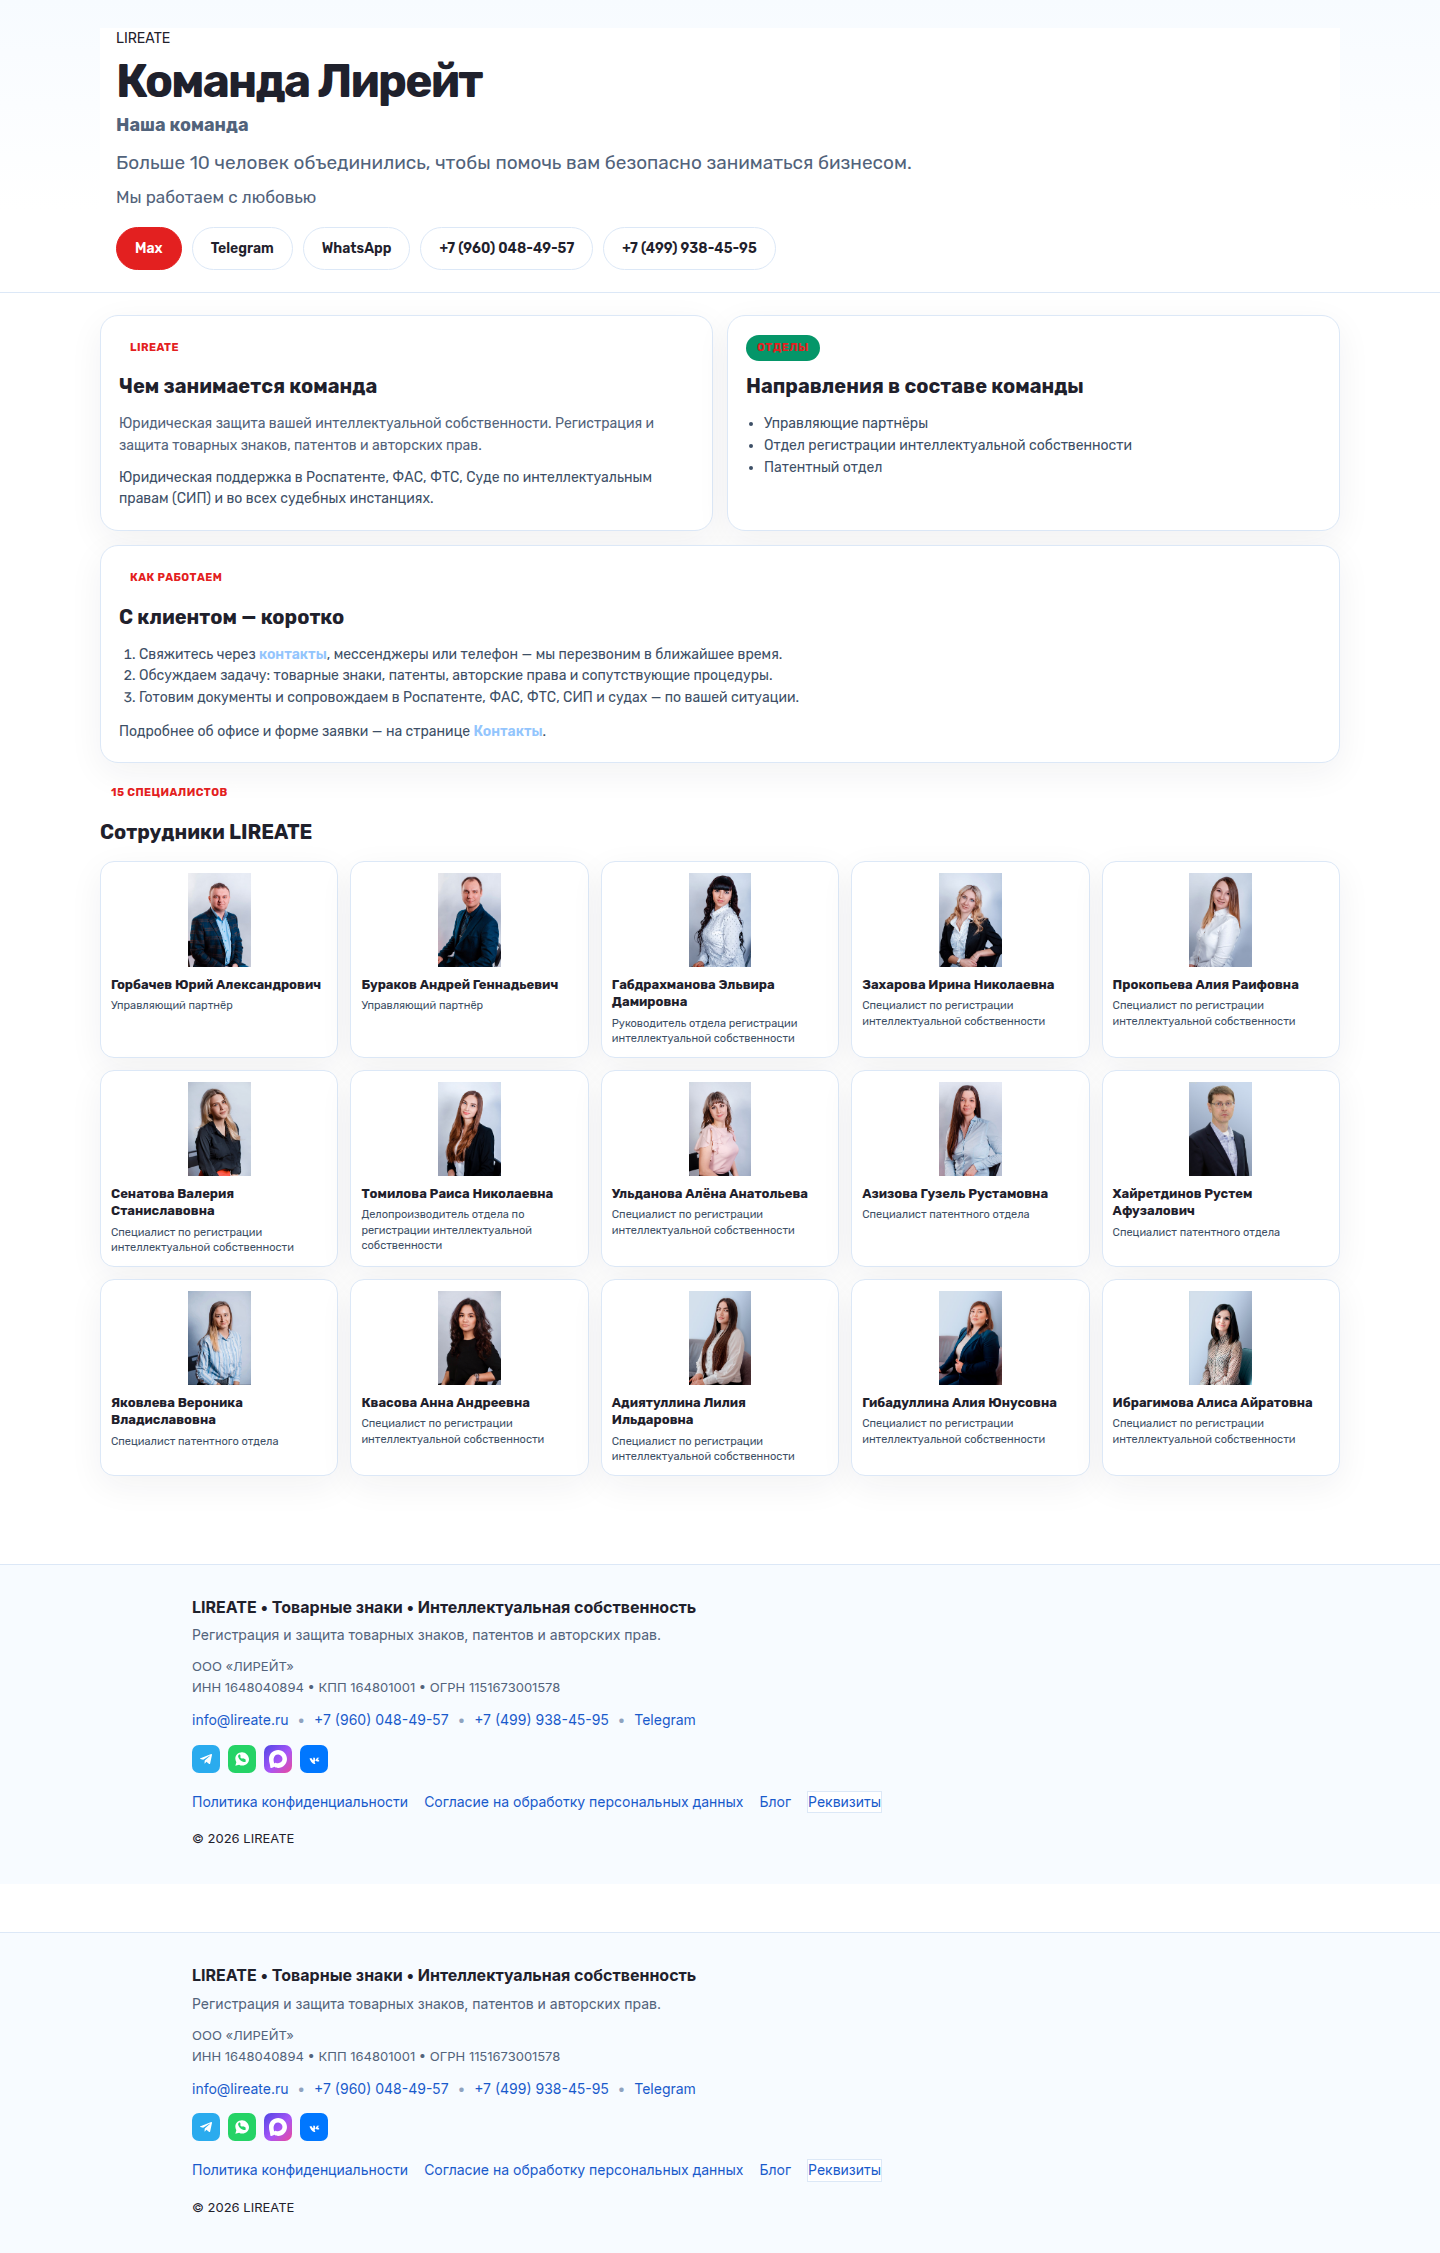 LIREATE
Команда Лирейт
Наша команда
Больше 10 человек объединились, чтобы помочь вам безопасно заниматься бизнесом.
Мы работаем с любовью
Max
Telegram
WhatsApp
+7 (960) 048-49-57
+7 (499) 938-45-95
LIREATE
Чем занимается команда
Юридическая защита вашей интеллектуальной собственности. Регистрация и
защита товарных знаков, патентов и авторских прав.
Юридическая поддержка в Роспатенте, ФАС, ФТС, Суде по интеллектуальным
правам (СИП) и во всех судебных инстанциях.
ОТДЕЛЫ
Направления в составе команды
• Управляющие партнёры
• Отдел регистрации интеллектуальной собственности
• Патентный отдел
КАК РАБОТАЕМ
С клиентом — коротко
1. Свяжитесь через контакты, мессенджеры или телефон — мы перезвоним в ближайшее время.
2. Обсуждаем задачу: товарные знаки, патенты, авторские права и сопутствующие процедуры.
3. Готовим документы и сопровождаем в Роспатенте, ФАС, ФТС, СИП и судах — по вашей ситуации.
Подробнее об офисе и форме заявки — на странице Контакты.
15 СПЕЦИАЛИСТОВ
Сотрудники LIREATE
Горбачев Юрий Александрович
Управляющий партнёр
Бураков Андрей Геннадьевич
Управляющий партнёр
Габдрахманова Эльвира
Дамировна
Руководитель отдела регистрации
интеллектуальной собственности
Захарова Ирина Николаевна
Специалист по регистрации
интеллектуальной собственности
Прокопьева Алия Раифовна
Специалист по регистрации
интеллектуальной собственности
Сенатова Валерия
Станиславовна
Специалист по регистрации
интеллектуальной собственности
Томилова Раиса Николаевна
Делопроизводитель отдела по
регистрации интеллектуальной
собственности
Ульданова Алёна Анатольева
Специалист по регистрации
интеллектуальной собственности
Азизова Гузель Рустамовна
Специалист патентного отдела
Хайретдинов Рустем
Афузалович
Специалист патентного отдела
Яковлева Вероника
Владиславовна
Специалист патентного отдела
Квасова Анна Андреевна
Специалист по регистрации
интеллектуальной собственности
Адиятуллина Лилия
Ильдаровна
Специалист по регистрации
интеллектуальной собственности
Гибадуллина Алия Юнусовна
Специалист по регистрации
интеллектуальной собственности
Ибрагимова Алиса Айратовна
Специалист по регистрации
интеллектуальной собственности
LIREATE • Товарные знаки • Интеллектуальная собственность
Регистрация и защита товарных знаков, патентов и авторских прав.
ООО «ЛИРЕЙТ»
ИНН 1648040894 • КПП 164801001 • ОГРН 1151673001578
info@lireate.ru • +7 (960) 048-49-57 • +7 (499) 938-45-95 • Telegram
Политика конфиденциальности Согласие на обработку персональных данных Блог Реквизиты
© 2026 LIREATE
LIREATE • Товарные знаки • Интеллектуальная собственность
Регистрация и защита товарных знаков, патентов и авторских прав.
ООО «ЛИРЕЙТ»
ИНН 1648040894 • КПП 164801001 • ОГРН 1151673001578
info@lireate.ru • +7 (960) 048-49-57 • +7 (499) 938-45-95 • Telegram
Политика конфиденциальности Согласие на обработку персональных данных Блог Реквизиты
© 2026 LIREATE